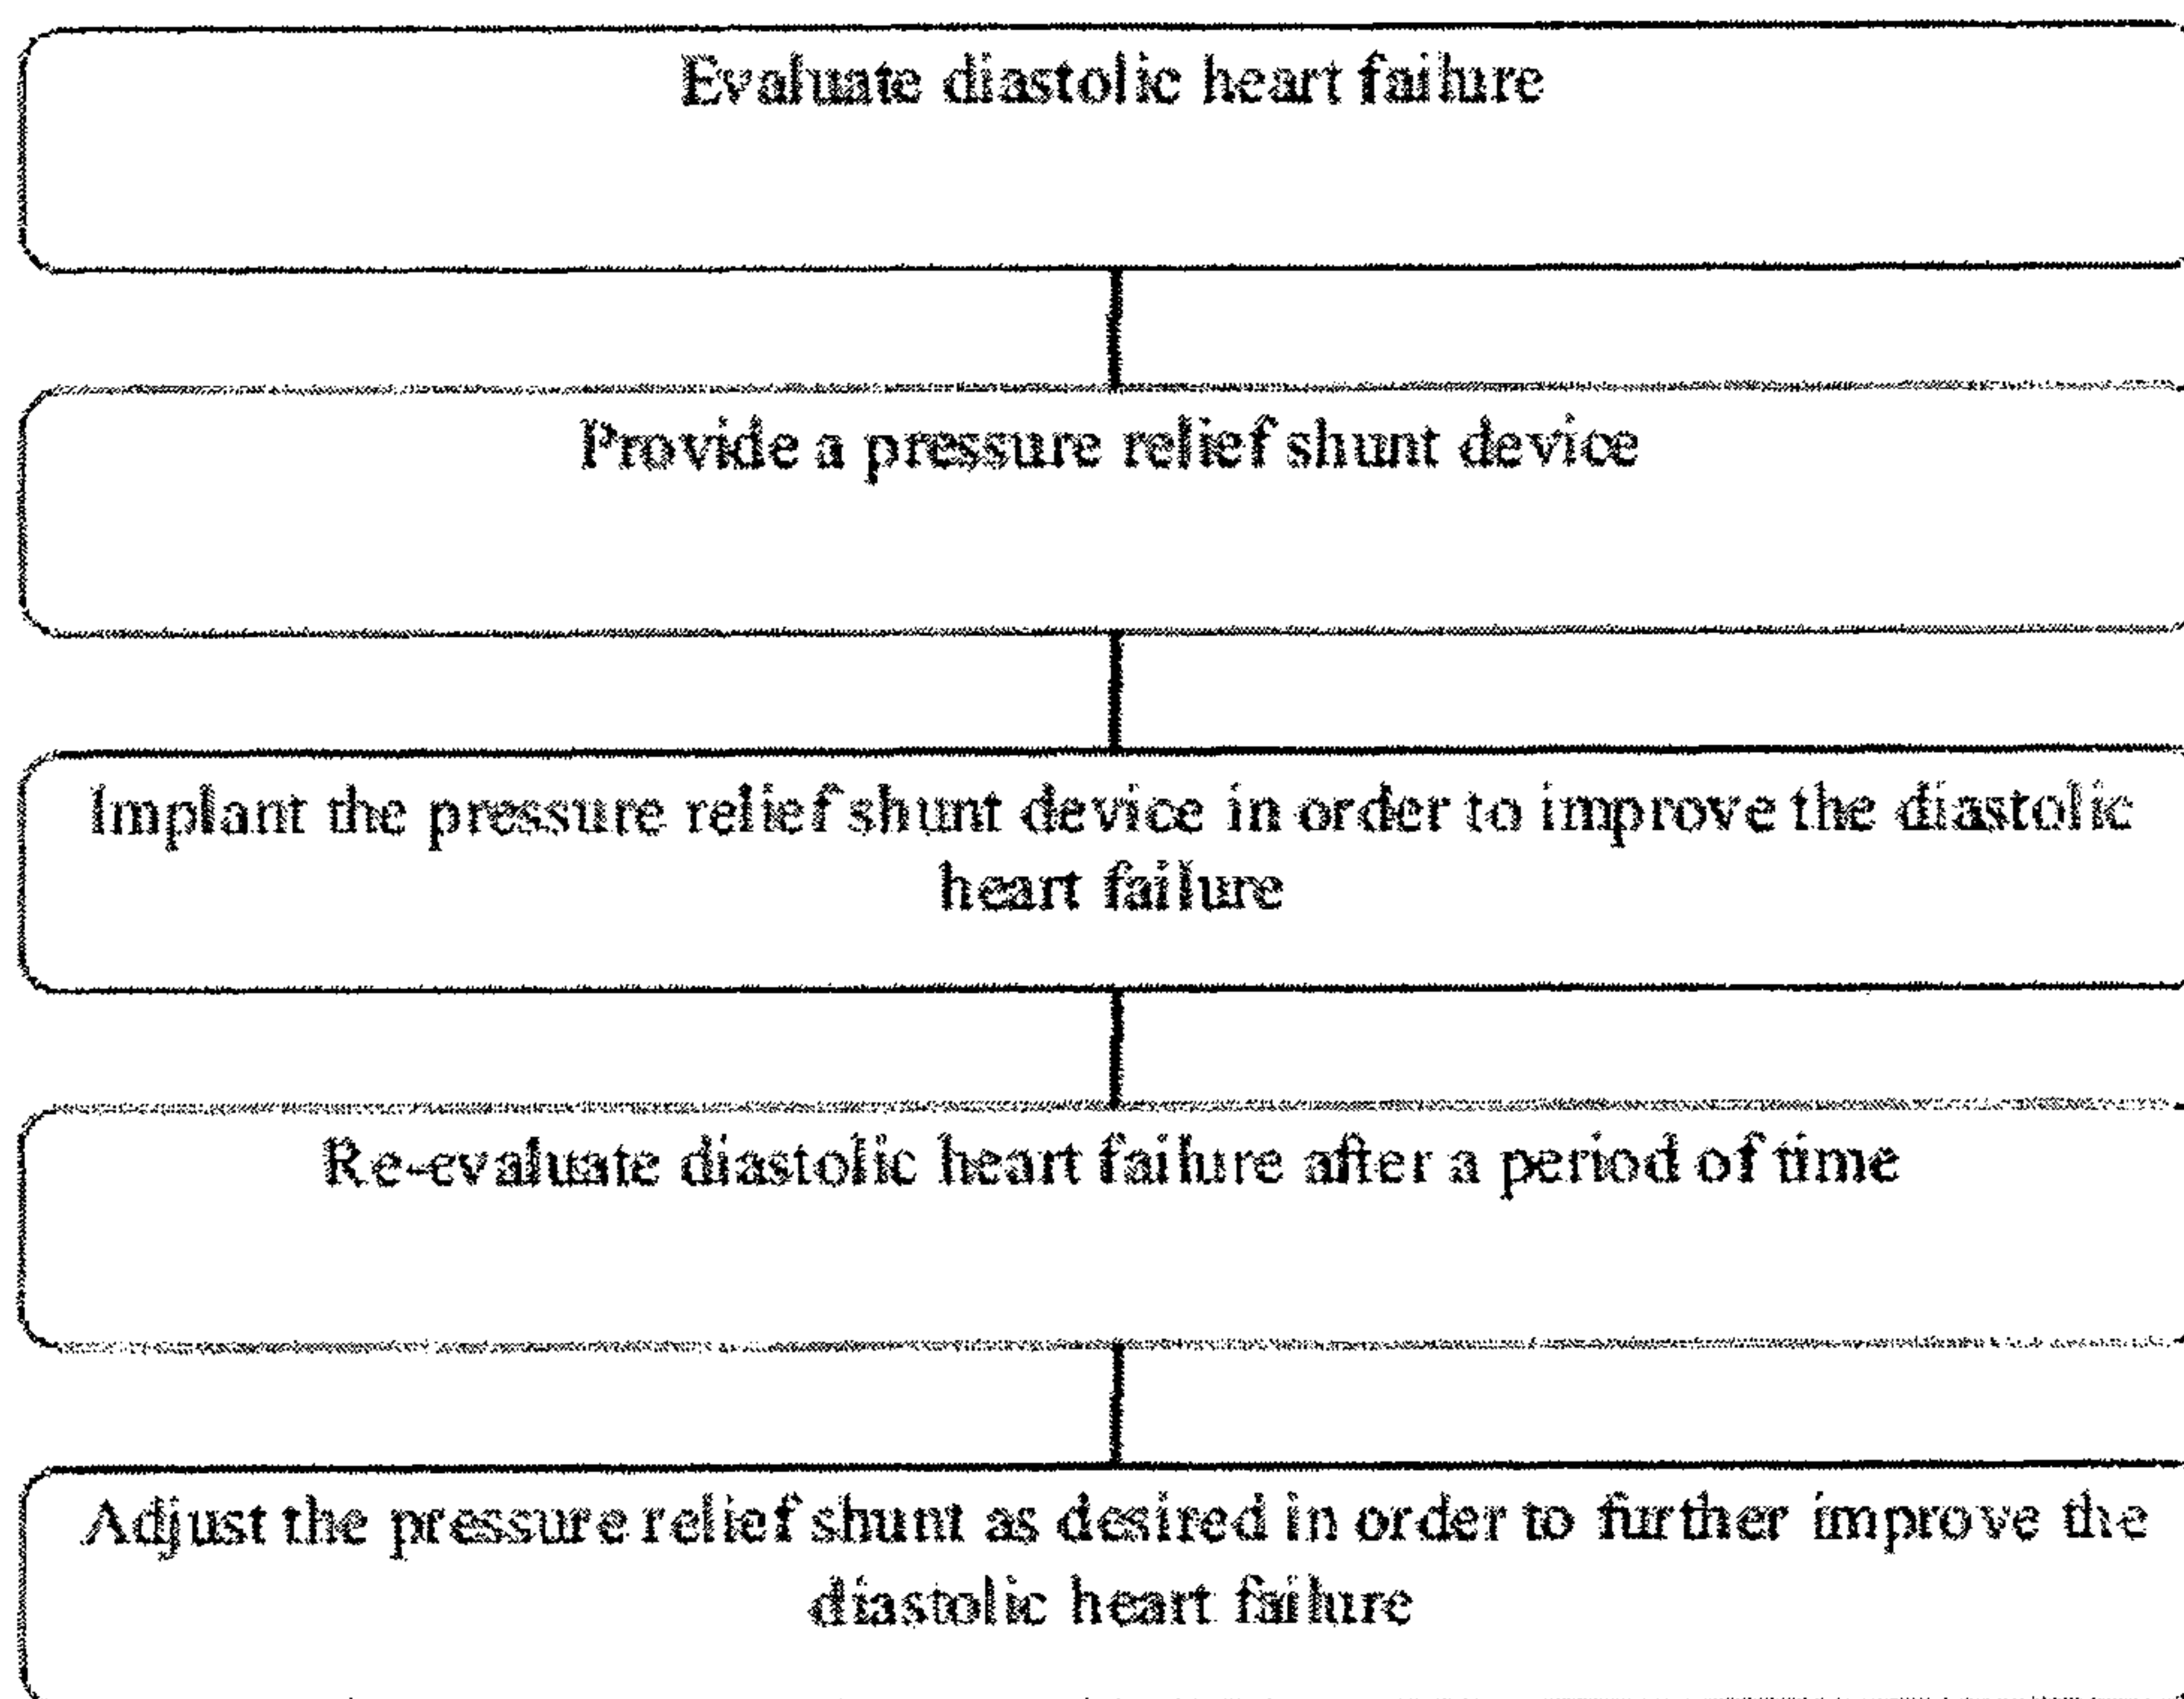 Evaluate diastolic heart failure
Provide a pressure relief shunt device
Implant the pressure relief shunt device in order to improve the diastolic
heart failure
Re-evaluate diastolic heart failure after a period of time
Adjust the pressure relief shunt as desired in order to further improve the
diastolic heart failure